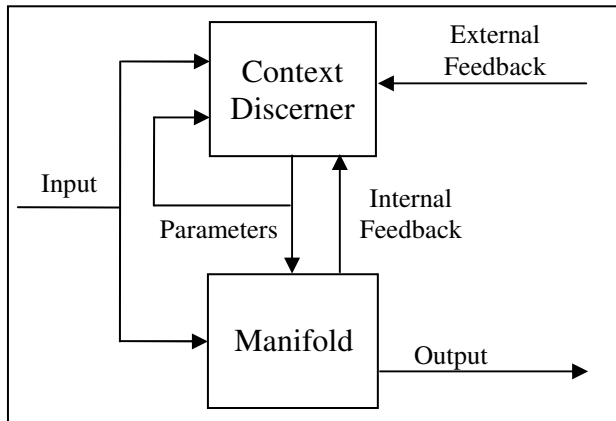 External
Feedback
Context
Discerner
Input
Parameters
Internal
Feedback
Manifold
Output